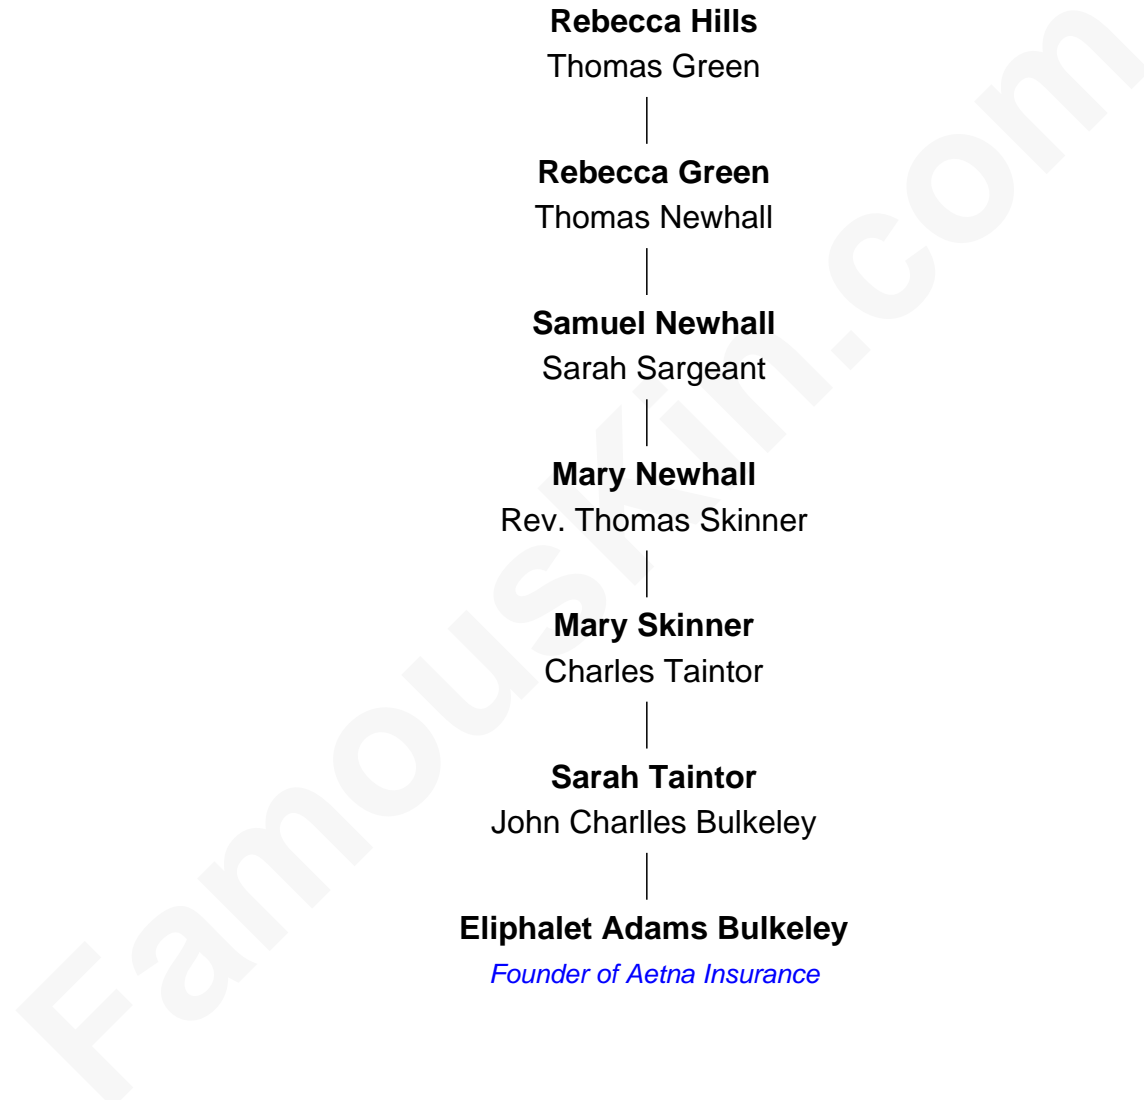 Rebecca Hills
Thomas Green
Rebecca Green
Thomas Newhall
Samuel Newhall
Sarah Sargeant
Mary Newhall
Rev. Thomas Skinner
Mary Skinner
Charles Taintor
Sarah Taintor
John Charlles Bulkeley
Eliphalet Adams Bulkeley
Founder of Aetna Insurance
FamousKin.com